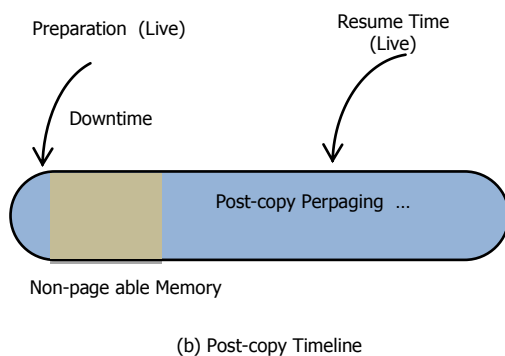 Preparation (Live)
Resume Time
(Live)
Downtime
Post-copy Perpaging ...
Non-page able Memory
(b) Post-copy Timeline